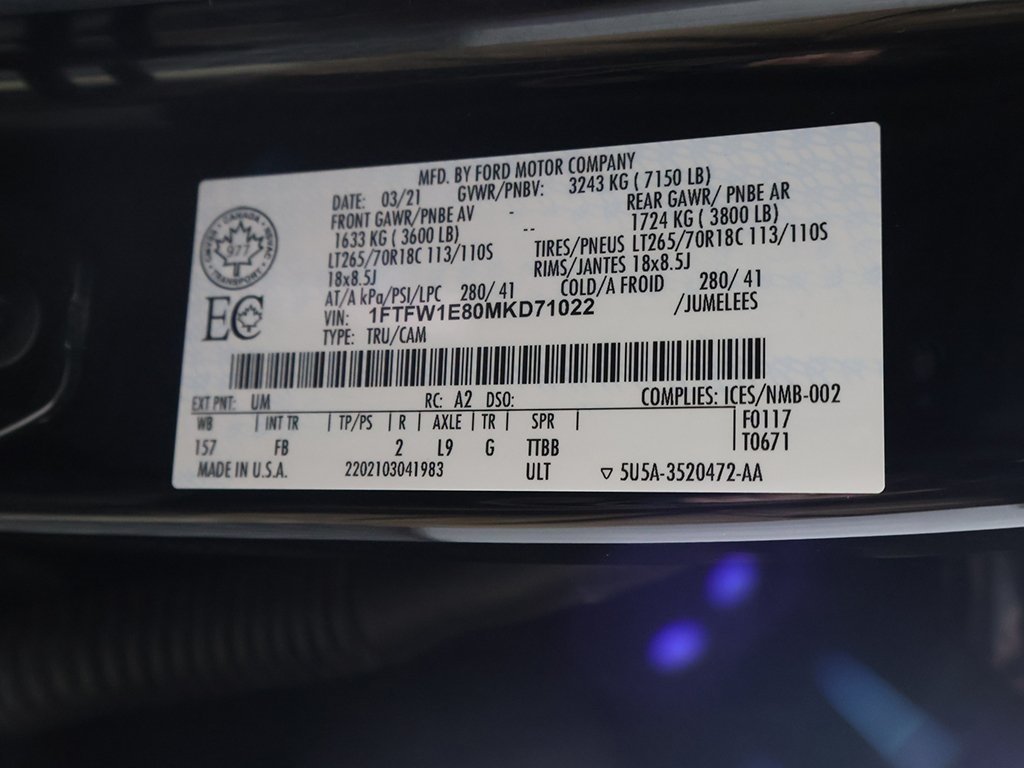 MFD. BY FORD MOTOR COMPANY
DATE: 03/21 GVWR/PNBV: 3243 KG ( 7150 LB)
FRONT GAWR/PNBE AV - REAR GAWR/ PNBE AR
1633 KG ( 3600 LB) -- 1724 KG ( 3800 LB)
LT265/70R18C 113/110S TIRES/PNEUS LT265/70R18C 113/110S
18x8.5J RIMS/JANTES 18x8.5J
AT/A kPa/PSI/LPC 280/ 41 COLD/A FROID 280/ 41
VIN: 1FTFW1E80MKD71022 /JUMELEES
TYPE: TRU/CAM
CANADA
977
TRANSPORT
EC
EXT PNT: UM RC: A2 DSO: COMPLIES: ICES/NMB-002
WB | INT TR | TP/PS | R | AXLE | TR | SPR | F0117
157 FB 2 L9 G TTBB T0671
MADE IN U.S.A. 2202103041983 ULT ▽ 5U5A-3520472-AA